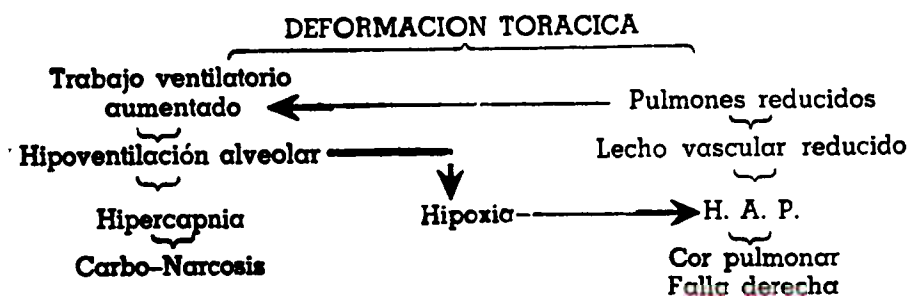 DEFORMACION TORACICA
Trabajo ventilatorio
aumentado
Pulmones reducidos
Hipoventilación alveolar
Lecho vascular reducido
Hipercapnia
Hipoxia
H. A. P.
Carbo-Narcosis
Cor pulmonar
Falla derecha